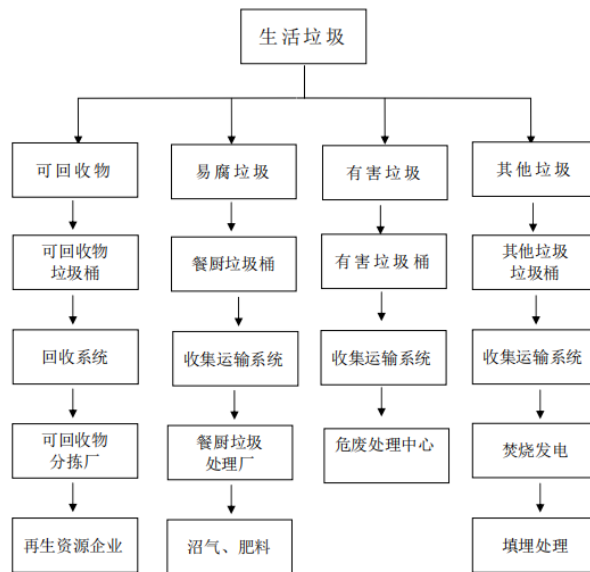 生活垃圾
可回收物
易腐垃圾
有害垃圾
其他垃圾
可回收物
垃圾桶
餐厨垃圾桶
有害垃圾桶
其他垃圾
垃圾桶
回收系统
收集运输系统
收集运输系统
收集运输系统
可回收物
分拣厂
餐厨垃圾
处理厂
危废处理中心
焚烧发电
再生资源企业
沼气、肥料
填埋处理